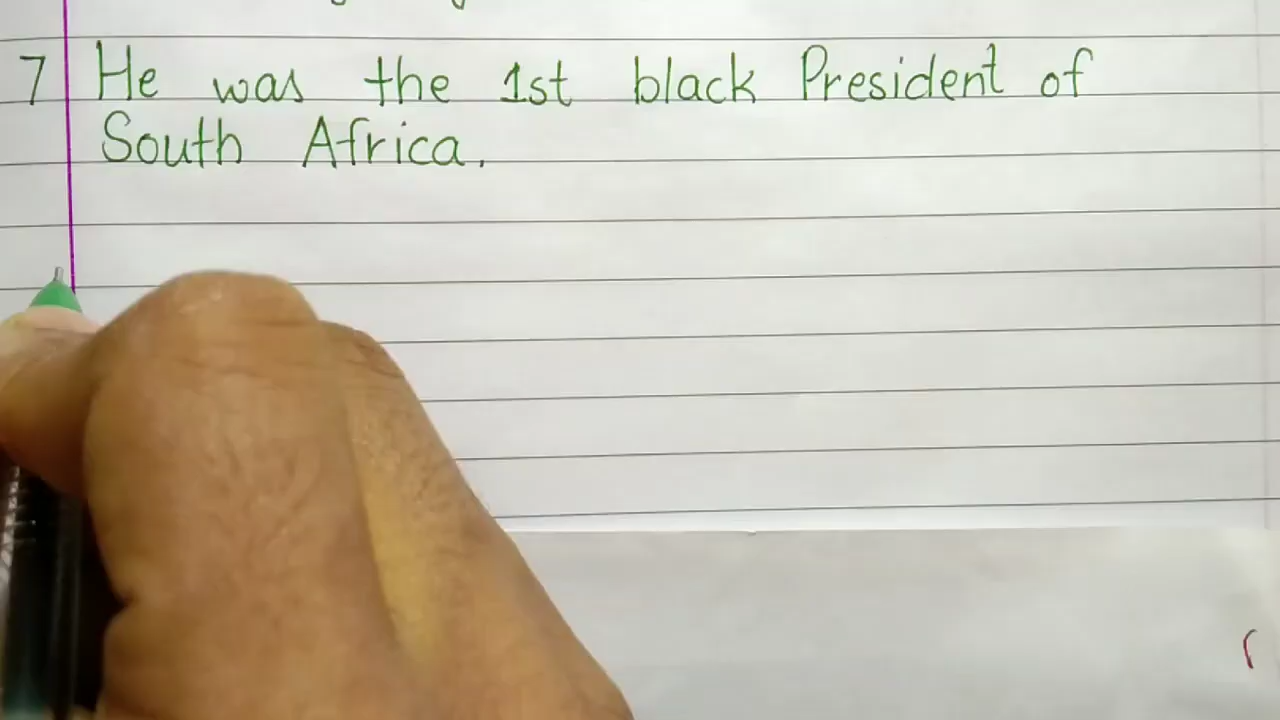 7 He was the 1st black President of
South Africa.